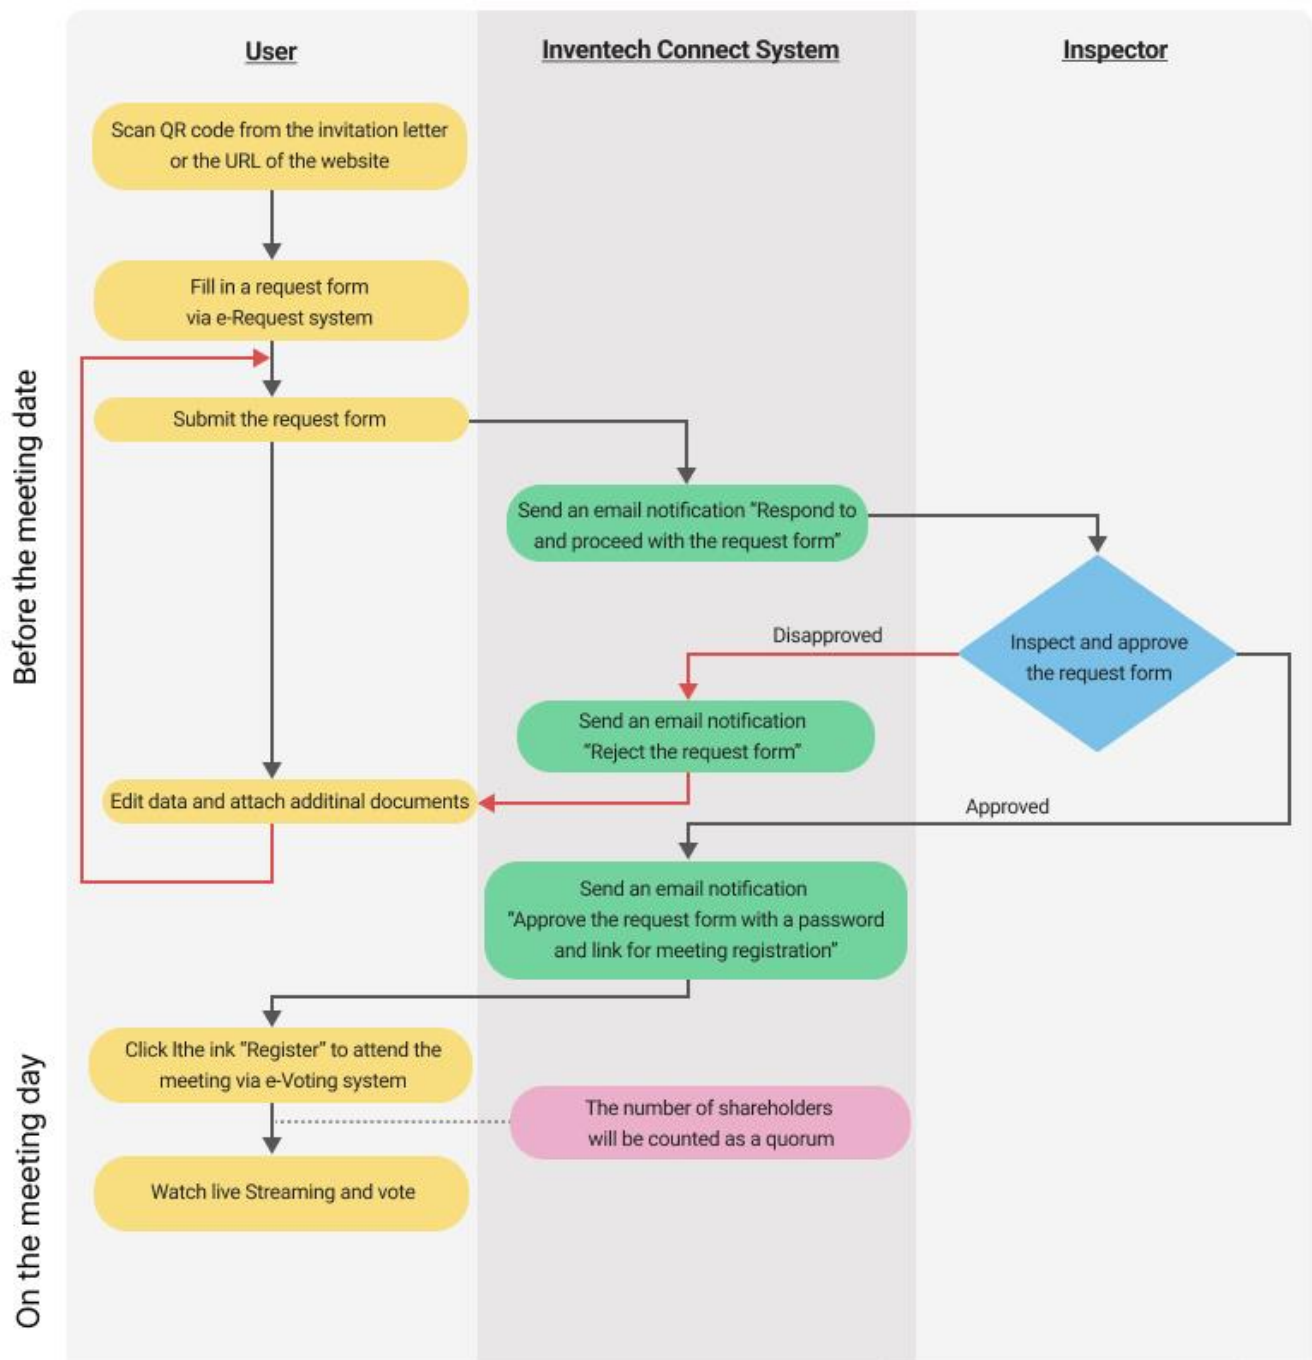 User
Inventech Connect System
Inspector
Before the meeting date
Scan QR code from the invitation letter
or the URL of the website
Fill in a request form
via e-Request system
Submit the request form
Send an email notification “Respond to
and proceed with the request form”
Inspect and approve
the request form
Disapproved
Send an email notification
“Reject the request form”
Edit data and attach additinal documents
Approved
Send an email notification
“Approve the request form with a password
and link for meeting registration”
On the meeting day
Click lthe ink “Register” to attend the
meeting via e-Voting system
The number of shareholders
will be counted as a quorum
Watch live Streaming and vote